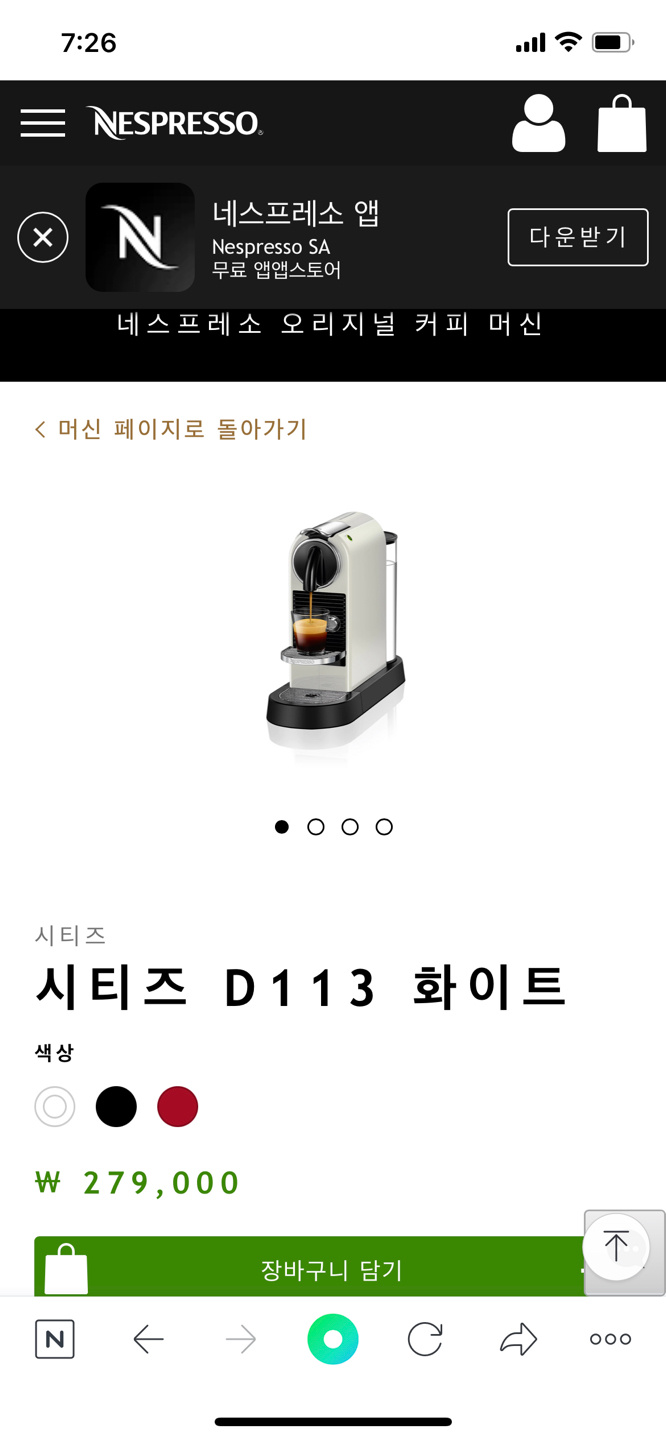 7:26
NESPRESSO
네스프레소 앱
Nespresso SA
무료 앱앱스토어
다운받기
네스프레소 오리지널 커피 머신
< 머신 페이지로 돌아가기
시티즈
시티즈 D113 화이트
색상
₩ 279,000
장바구니 담기
N